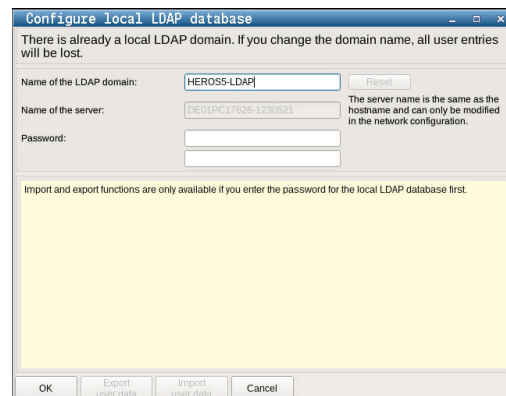 Configure local LDAP database
There is already a local LDAP domain. If you change the domain name, all user entries
will be lost.
Name of the LDAP domain:
HEROS5-LDAP
Reset
Name of the server:
DE01PC17626-1230521
The server name is the same as the
hostname and can only be modified
in the network configuration.
Password:
Import and export functions are only available if you enter the password for the local LDAP database first.
OK
Export
user data
Import
user data
Cancel